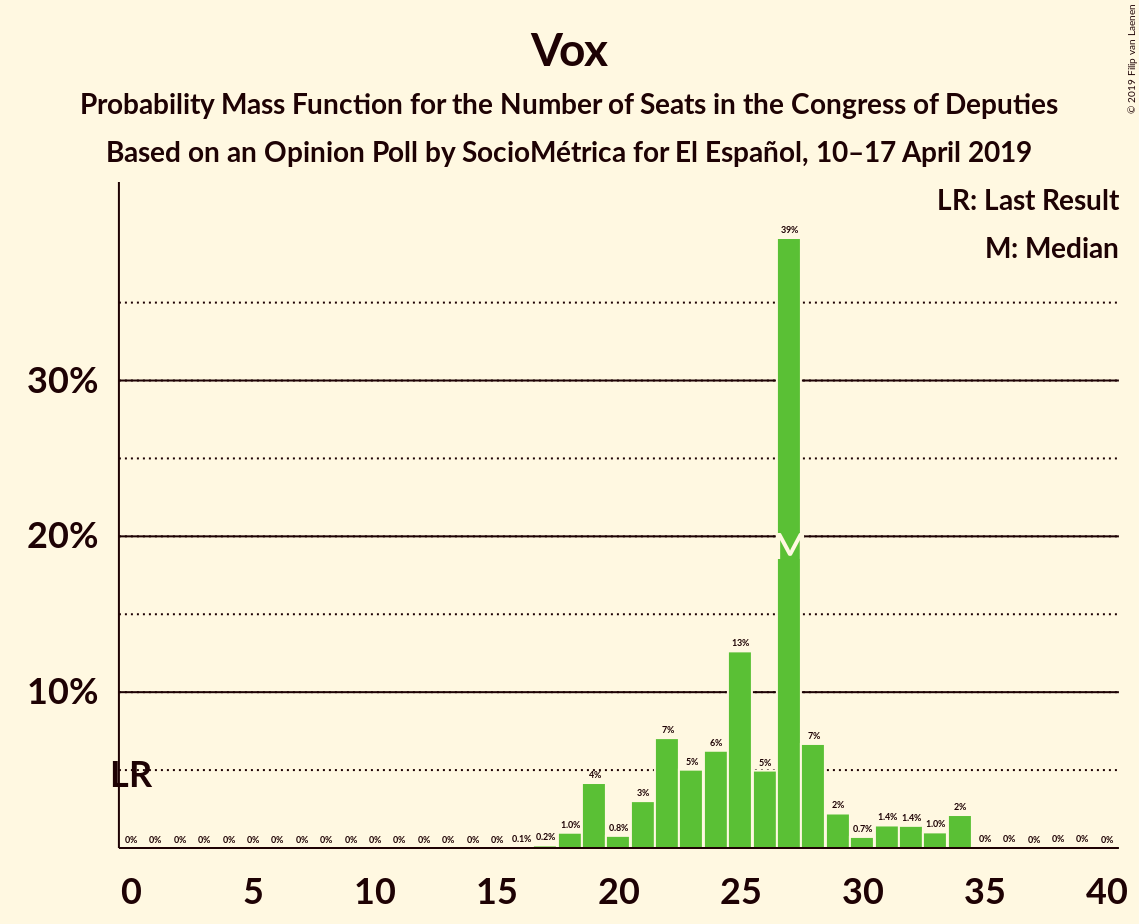 Vox
Probability Mass Function for the Number of Seats in the Congress of Deputies
Based on an Opinion Poll by SocioMétrica for El Español, 10–17 April 2019
© 2019 Filip van Laenen
LR: Last Result
M: Median
30%
20%
10%
LR
M
0% 0% 0% 0% 0% 0% 0% 0% 0% 0% 0% 0% 0% 0% 0% 0% 0.1% 0.2% 1.0% 4% 0.8% 3% 7% 5% 6% 13% 5% 39% 7% 2% 0.7% 1.4% 1.4% 1.0% 2% 0% 0% 0% 0% 0% 0%
0 5 10 15 20 25 30 35 40